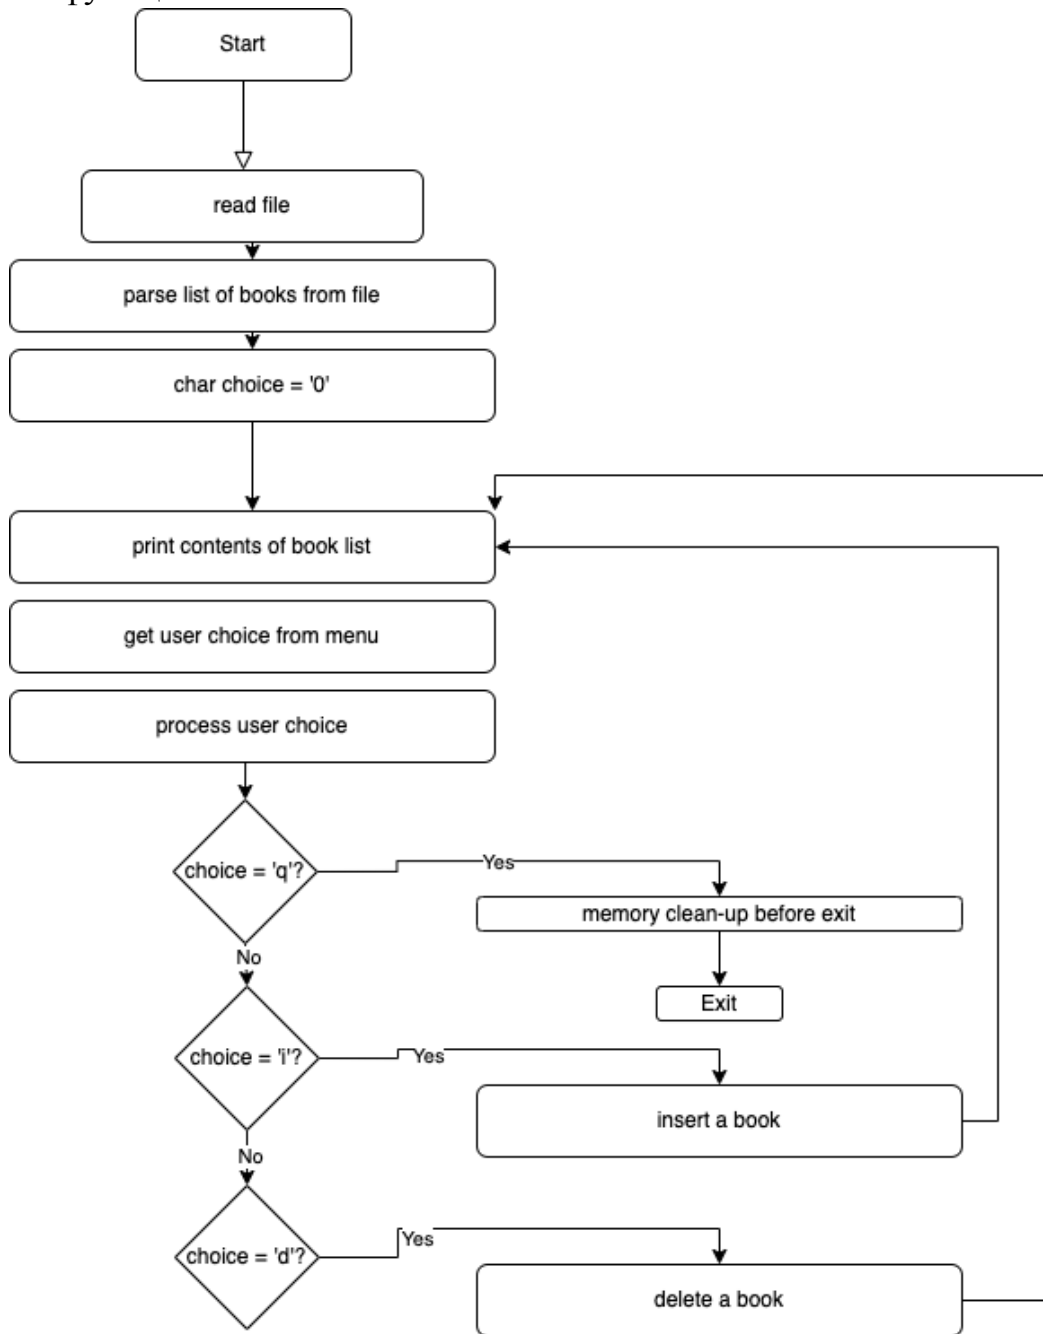 Start
read file
parse list of books from file
char choice = '0'
print contents of book list
get user choice from menu
process user choice
choice = 'q'?
Yes
memory clean-up before exit
No
Exit
choice = 'i'?
Yes
insert a book
No
choice = 'd'?
Yes
delete a book